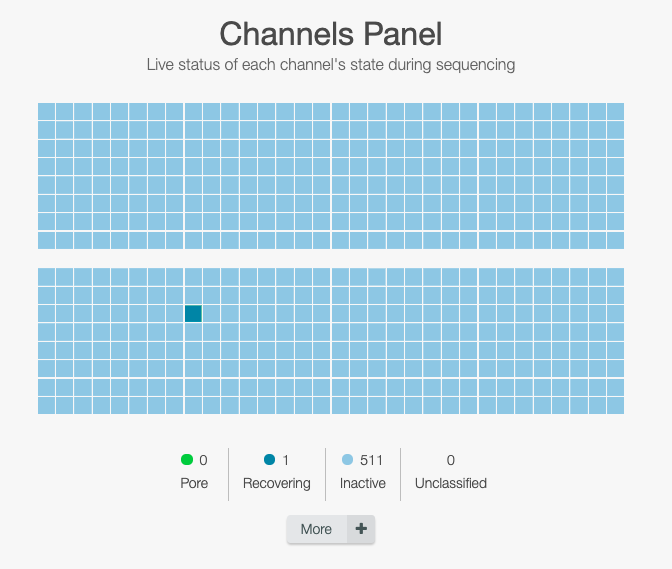 Channels Panel
Live status of each channel's state during sequencing
0 1 511 0
Pore Recovering Inactive Unclassified
More +